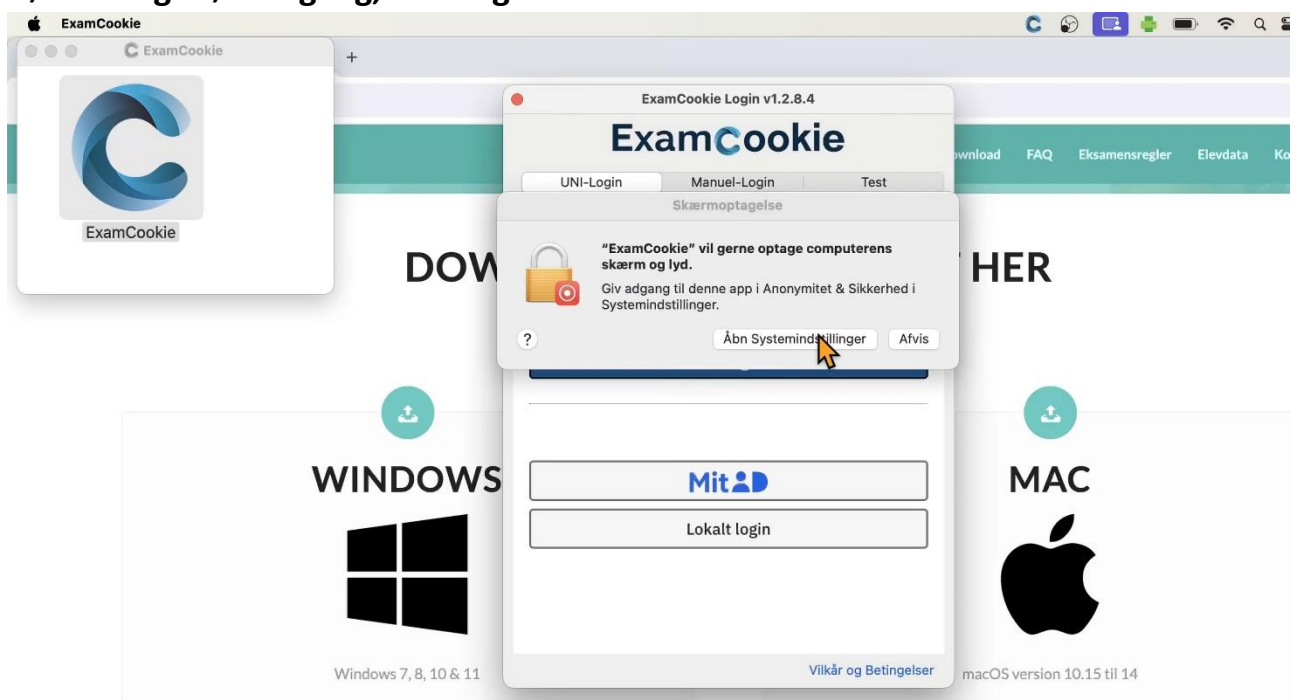 ExamCookie
ExamCookie
+
ExamCookie
ExamCookie Login v1.2.8.4
ExamCookie
UNI-Login Manuel-Login Test
FAQ Eksamensregler Elevdata
Skærmoptagelse
“ExamCookie” vil gerne optage computerens
skærm og lyd.
Giv adgang til denne app i Anonymitet & Sikkerhed i
Systemindstillinger.
? Åbn Systemindstillinger Afvis
DOW HER
WINDOWS
MitID
Lokalt login
MAC
Windows 7, 8, 10 & 11
Vilkår og Betingelser
macOS version 10.15 til 14